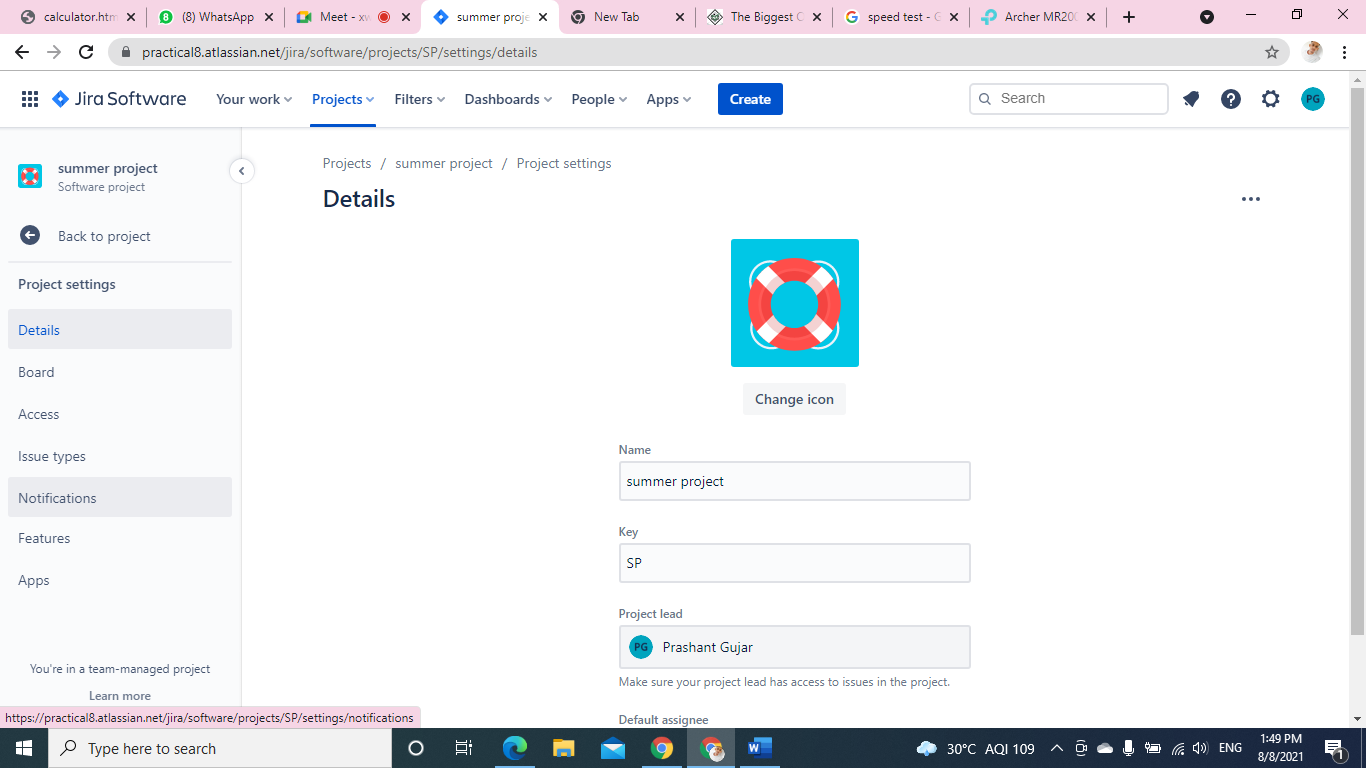 calculator.htm
(8) WhatsApp
Meet - xw
summer proje
New Tab
The Biggest C
speed test - G
Archer MR200
practical8.atlassian.net/jira/software/projects/SP/settings/details
Jira Software
Your work
Projects
Filters
Dashboards
People
Apps
Create
Search
PG
summer project
Software project
Back to project
Project settings
Details
Board
Access
Issue types
Notifications
Features
Apps
You're in a team-managed project
Learn more
Projects / summer project / Project settings
Details
Change icon
Name
summer project
Key
SP
Project lead
PG Prashant Gujar
Make sure your project lead has access to issues in the project.
Default assignee
https://practical8.atlassian.net/jira/software/projects/SP/settings/notifications
Type here to search
30°C AQI 109
ENG
1:49 PM
8/8/2021
1